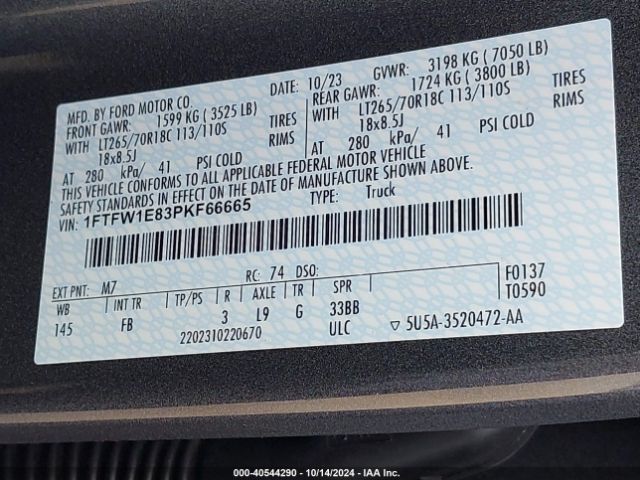 MFD. BY FORD MOTOR CO.
DATE: 10/23 GVWR: 3198 KG ( 7050 LB)
FRONT GAWR: 1599 KG ( 3525 LB)
REAR GAWR: 1724 KG ( 3800 LB)
WITH LT265/70R18C 113/110S TIRES
WITH LT265/70R18C 113/110S TIRES
18x8.5J RIMS
18x8.5J RIMS
AT 280 kPa/ 41 PSI COLD
AT 280 kPa/ 41 PSI COLD
THIS VEHICLE CONFORMS TO ALL APPLICABLE FEDERAL MOTOR VEHICLE
SAFETY STANDARDS IN EFFECT ON THE DATE OF MANUFACTURE SHOWN ABOVE.
VIN: 1FTFW1E83PKF66665
TYPE: Truck
EXT PNT: M7 RC: 74 DSO:
WB INT TR TP/PS R AXLE TR SPR F0137
145 FB 3 L9 G 33BB T0590
2202310220670 ULC ▽ 5U5A-3520472-AA
000-40544290 | 10/14/2024 | IAA Inc.